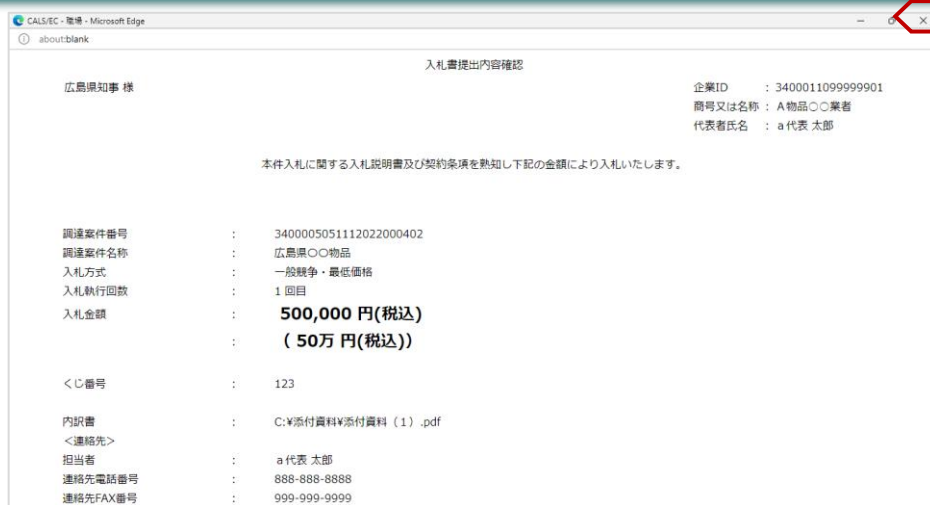 CALS/EC - 職場 - Microsoft Edge
about:blank
入札書提出内容確認
広島県知事 様
企業ID : 3400011099999901
商号又は名称 : A物品○○業者
代表者氏名 : a代表 太郎
本件入札に関する入札説明書及び契約条項を熟知し下記の金額により入札いたします。
調達案件番号 : 3400005051112022000402
調達案件名称 : 広島県○○物品
入札方式 : 一般競争・最低価格
入札執行回数 : 1回目
入札金額 : 500,000 円(税込)
: ( 50万 円(税込))
くじ番号 : 123
内訳書 : C:¥添付資料¥添付資料（1）.pdf
＜連絡先＞
担当者 : a代表 太郎
連絡先電話番号 : 888-888-8888
連絡先FAX番号 : 999-999-9999